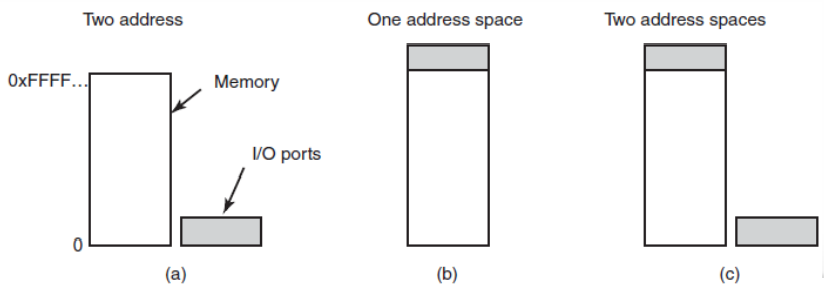 Two address
One address space
Two address spaces
0xFFFF…
Memory
I/O ports
0
(a)
(b)
(c)